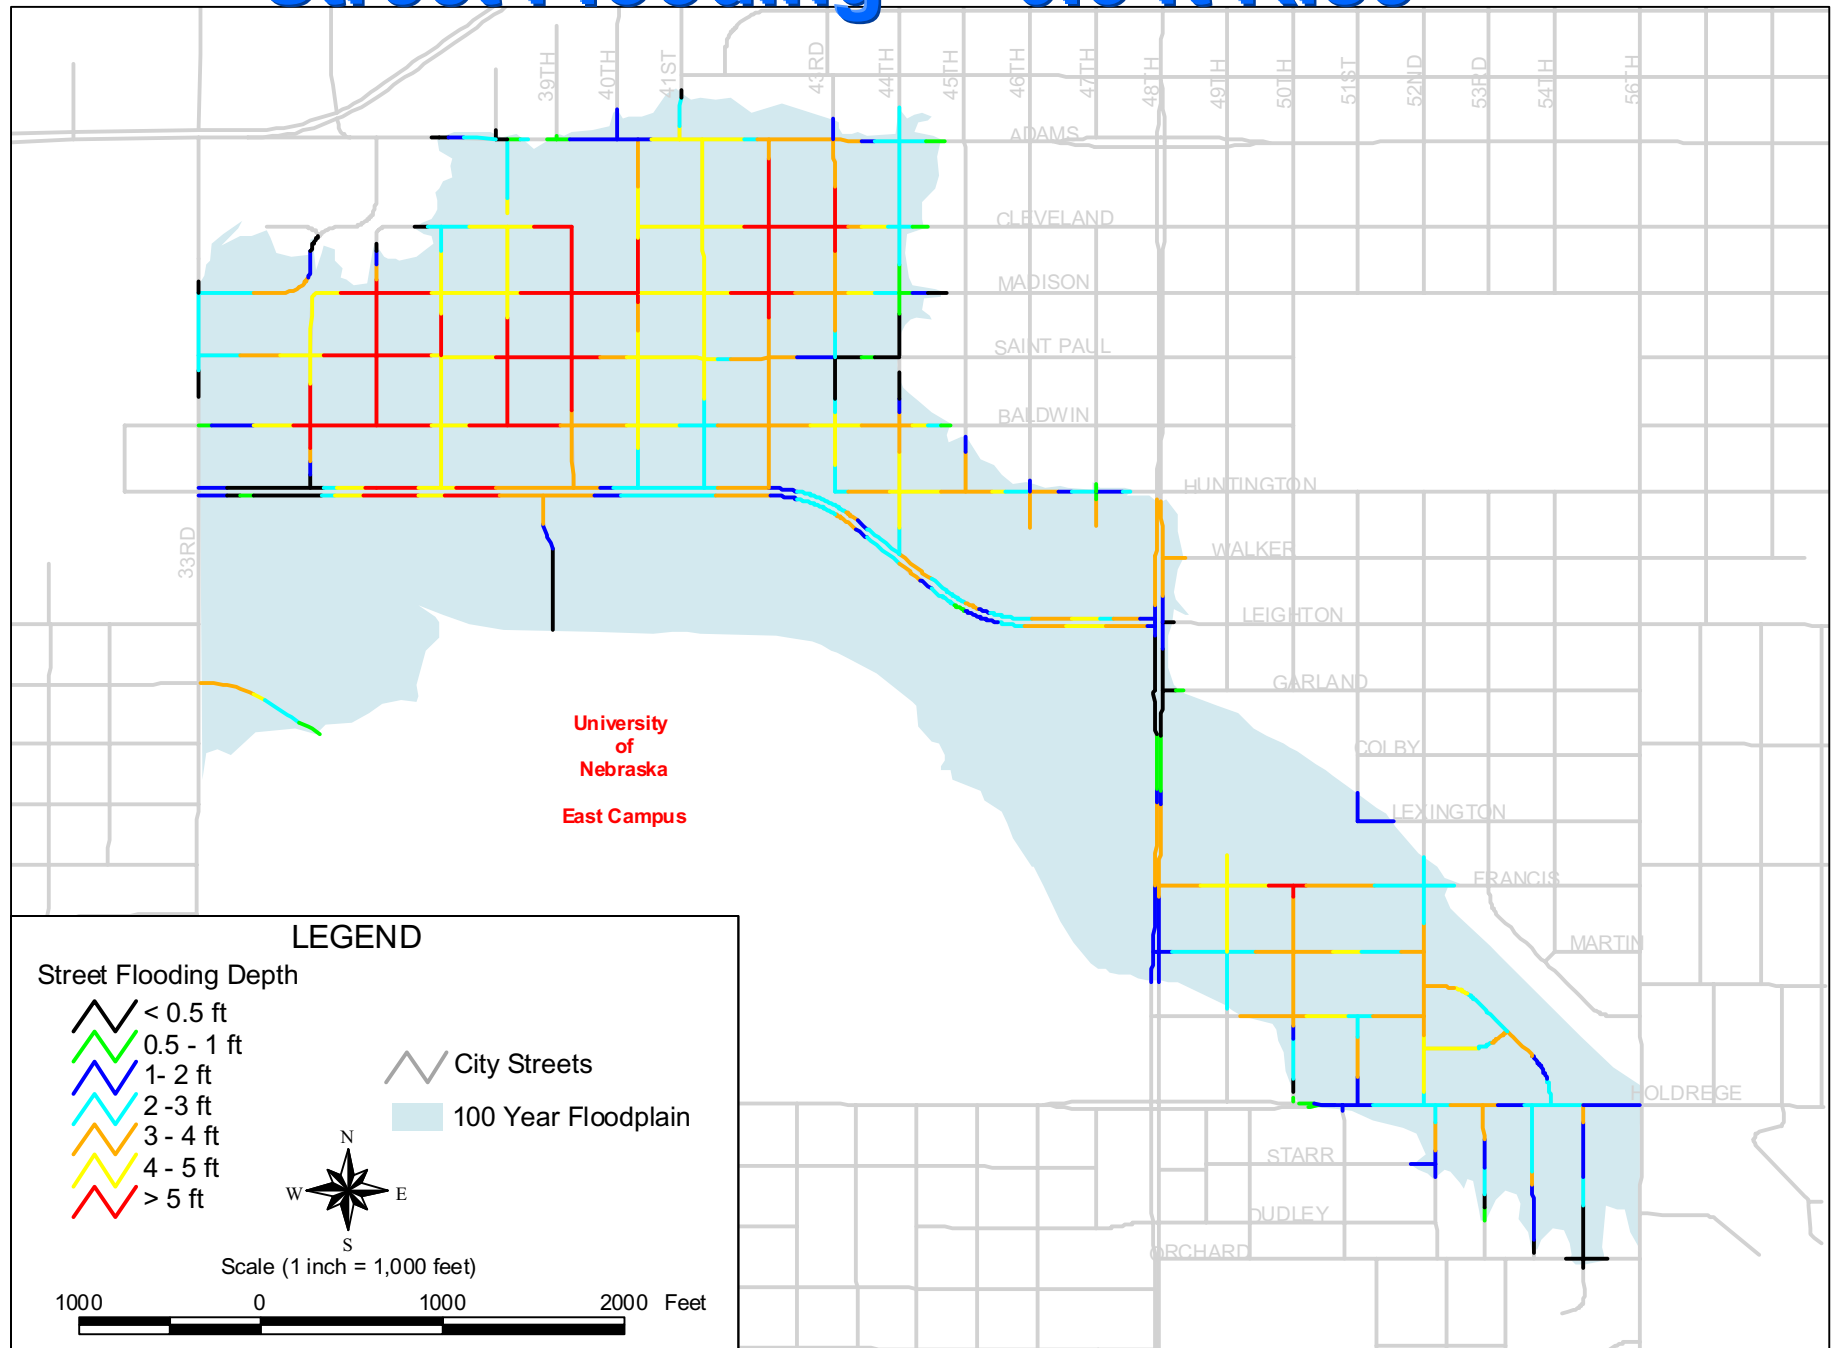 Street Flooding
39TH
40TH
41ST
43RD
44TH
45TH
46TH
47TH
48TH
49TH
50TH
51ST
52ND
53RD
54TH
56TH
ADAMS
CLEVELAND
MADISON
SAINT PAUL
BALDWIN
HUNTINGTON
33RD
WALKER
LEIGHTON
GARLAND
University
of
Nebraska
East Campus
COLBY
LEXINGTON
FRANCIS
MARTIN
HOLDREGE
STARR
DUDLEY
ORCHARD
LEGEND
Street Flooding Depth
< 0.5 ft
0.5 - 1 ft
1- 2 ft
2 -3 ft
3 - 4 ft
4 - 5 ft
> 5 ft
City Streets
100 Year Floodplain
N
W
E
S
Scale (1 inch = 1,000 feet)
1000 0 1000 2000 Feet